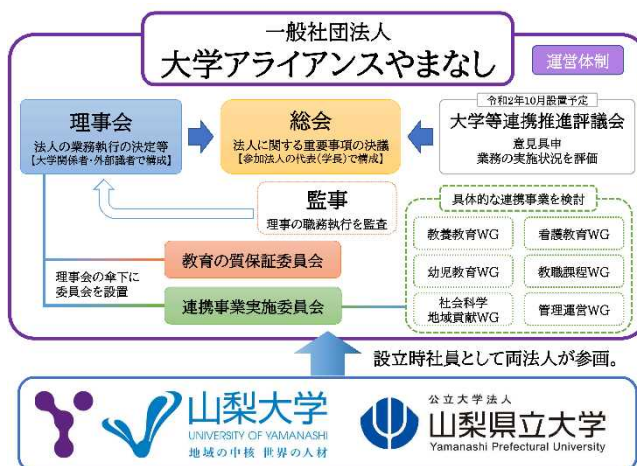 一般社団法人
大学アライアンスやまなし
運営体制
理事会
法人の業務執行の決定等
【大学関係者・外部識者で構成】
総会
法人に関する重要事項の決議
【参加法人の代表（学長）で構成】
令和2年10月設置予定
大学等連携推進評議会
意見具申
業務の実施状況を評価
監事
理事の職務執行を監査
具体的な連携事業を検討
教養教育WG
看護教育WG
幼児教育WG
教職課程WG
社会科学
地域貢献WG
管理運営WG
理事会の傘下に
委員会を設置
教育の質保証委員会
連携事業実施委員会
設立時社員として両法人が参画。
山梨大学
UNIVERSITY OF YAMANASHI
地域の中核 世界の人材
公立大学法人
山梨県立大学
Yamanashi Prefectural University